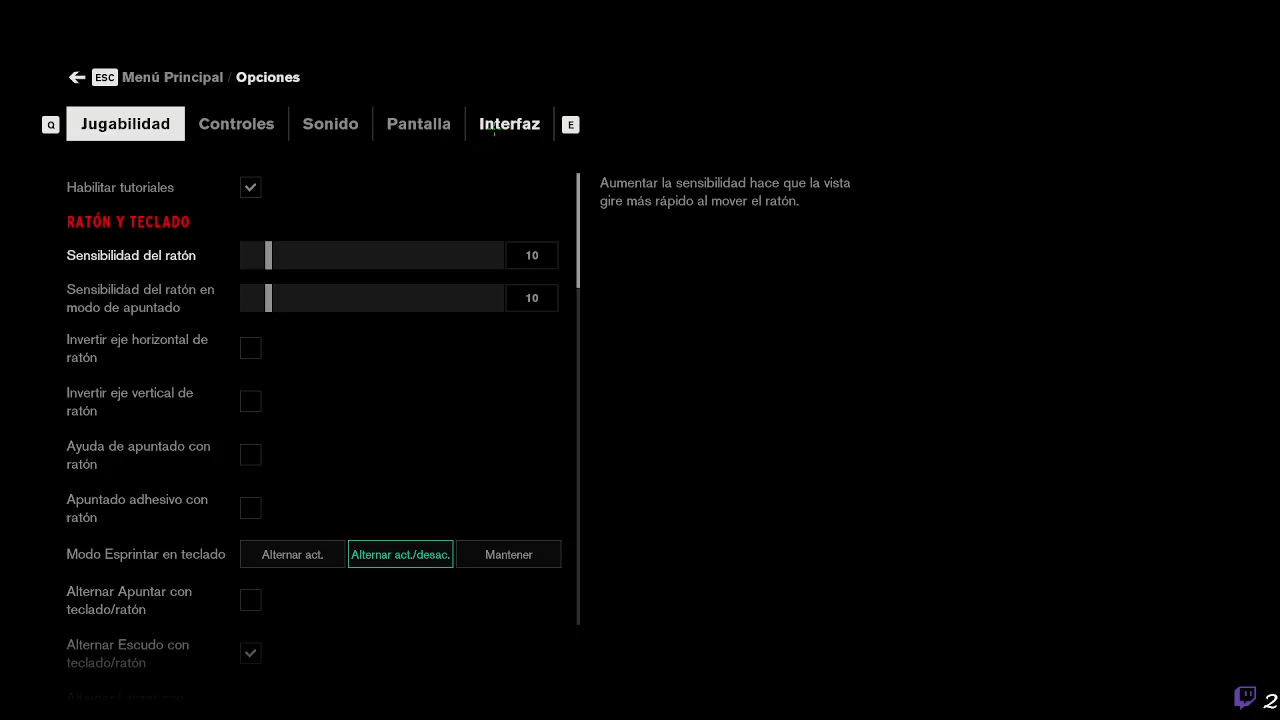 ESC Menú Principal / Opciones
Q Jugabilidad Controles Sonido Pantalla Interfaz E
Habilitar tutoriales
Aumentar la sensibilidad hace que la vista
gire más rápido al mover el ratón.
RATÓN Y TECLADO
Sensibilidad del ratón 10
Sensibilidad del ratón en
modo de apuntado 10
Invertir eje horizontal de
ratón
Invertir eje vertical de
ratón
Ayuda de apuntado con
ratón
Apuntado adhesivo con
ratón
Modo Esprintar en teclado Alternar act. Alternar act./desac. Mantener
Alternar Apuntar con
teclado/ratón
Alternar Escudo con
teclado/ratón
2